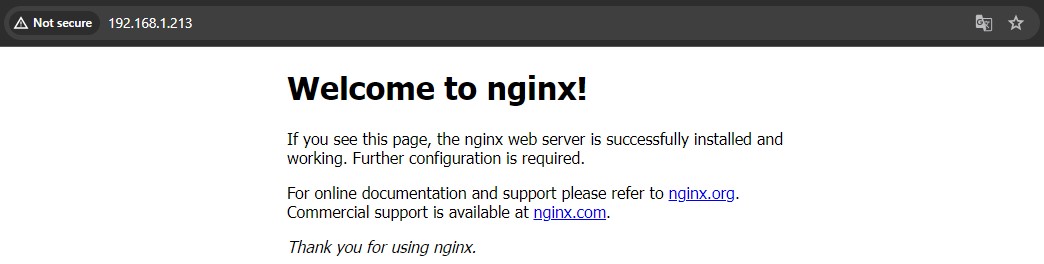 Not secure 192.168.1.213
Welcome to nginx!
If you see this page, the nginx web server is successfully installed and
working. Further configuration is required.
For online documentation and support please refer to nginx.org.
Commercial support is available at nginx.com.
Thank you for using nginx.